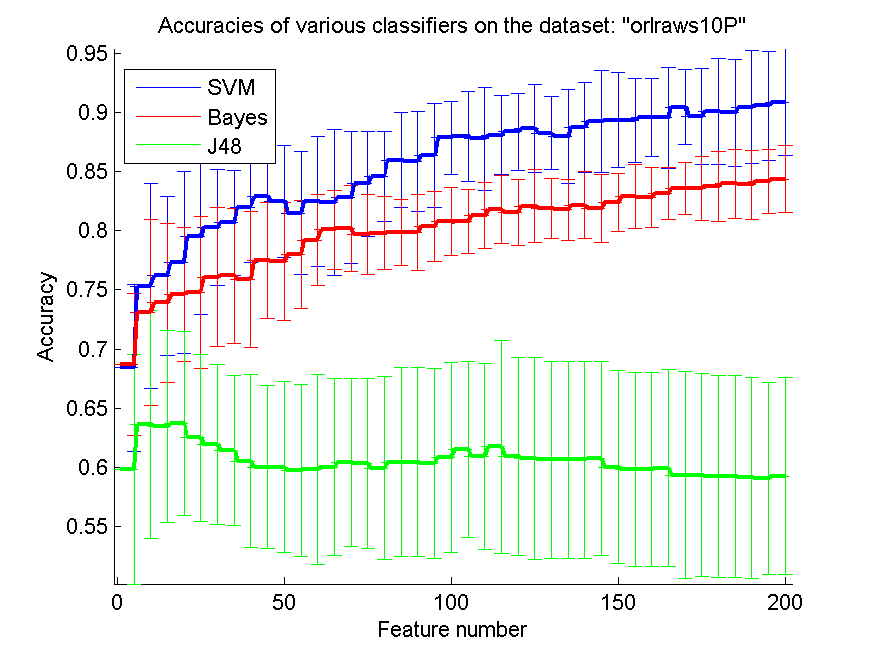 Accuracies of various classifiers on the dataset: "orlraws10P"
0.95
0.9
0.85
0.8
0.75
0.7
0.65
0.6
0.55
SVM
Bayes
J48
Accuracy
0
50
100
150
200
Feature number